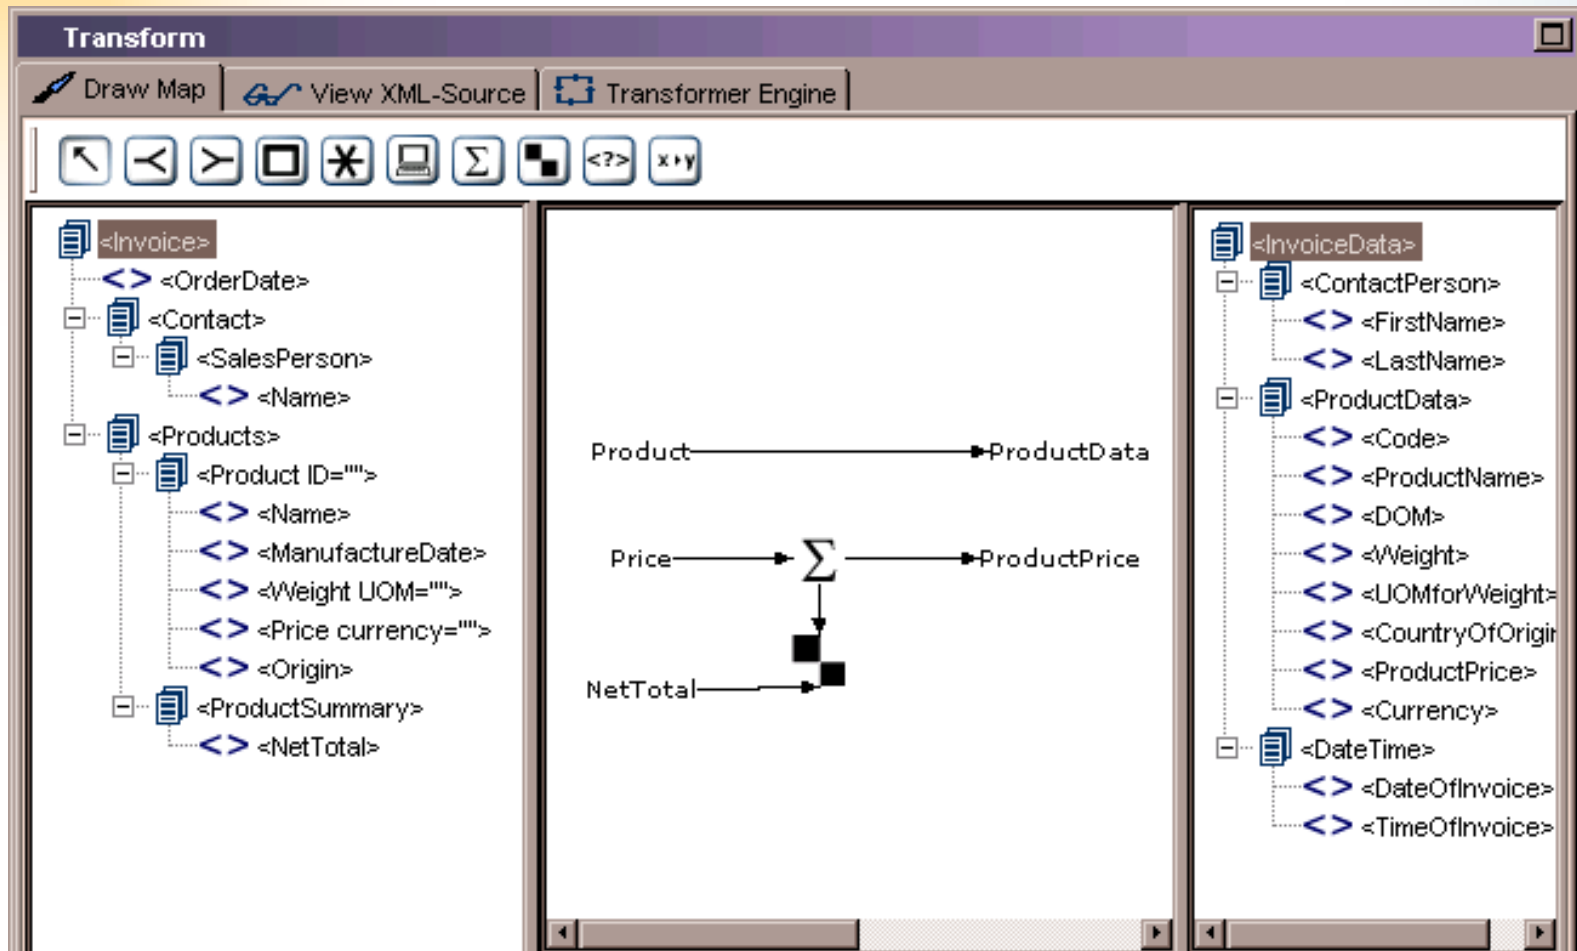 Transform
Draw Map
View XML-Source
Transformer Engine
Σ
<?>
x▸y
<Invoice>
<OrderDate>
<Contact>
<SalesPerson>
<Name>
<Products>
<Product ID="">
<Name>
<ManufactureDate>
<Weight UOM="">
<Price currency="">
<Origin>
<ProductSummary>
<NetTotal>
Product
ProductData
Price
Σ
ProductPrice
NetTotal
<InvoiceData>
<ContactPerson>
<FirstName>
<LastName>
<ProductData>
<Code>
<ProductName>
<DOM>
<Weight>
<UOMforWeight>
<CountryOfOrigin
<ProductPrice>
<Currency>
<DateTime>
<DateOfInvoice>
<TimeOfInvoice>